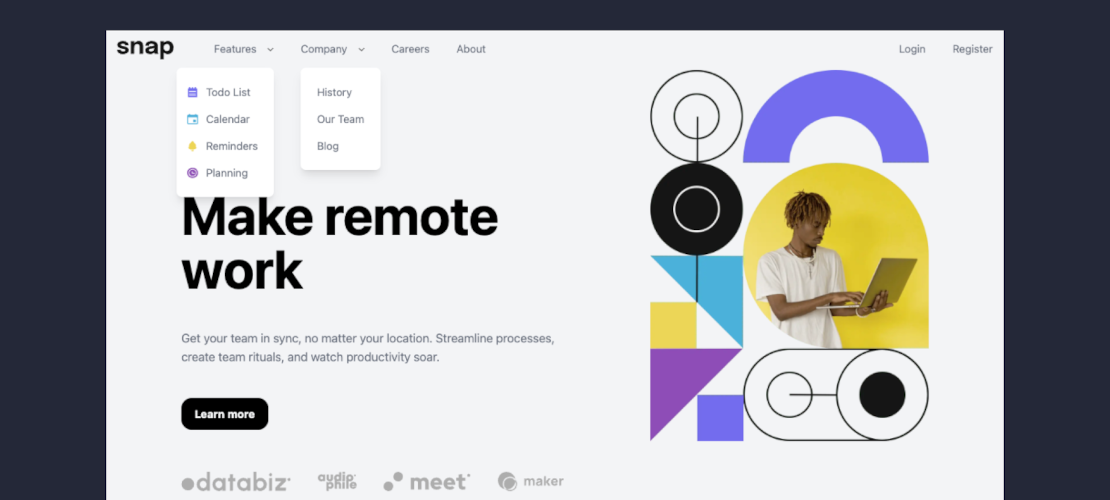 snap
Features
Company
Careers
About
Login
Register
Todo List
Calendar
Reminders
Planning
History
Our Team
Blog
Make remote
work
Get your team in sync, no matter your location. Streamline processes,
create team rituals, and watch productivity soar.
Learn more
databiz
audio
phile
meet
maker